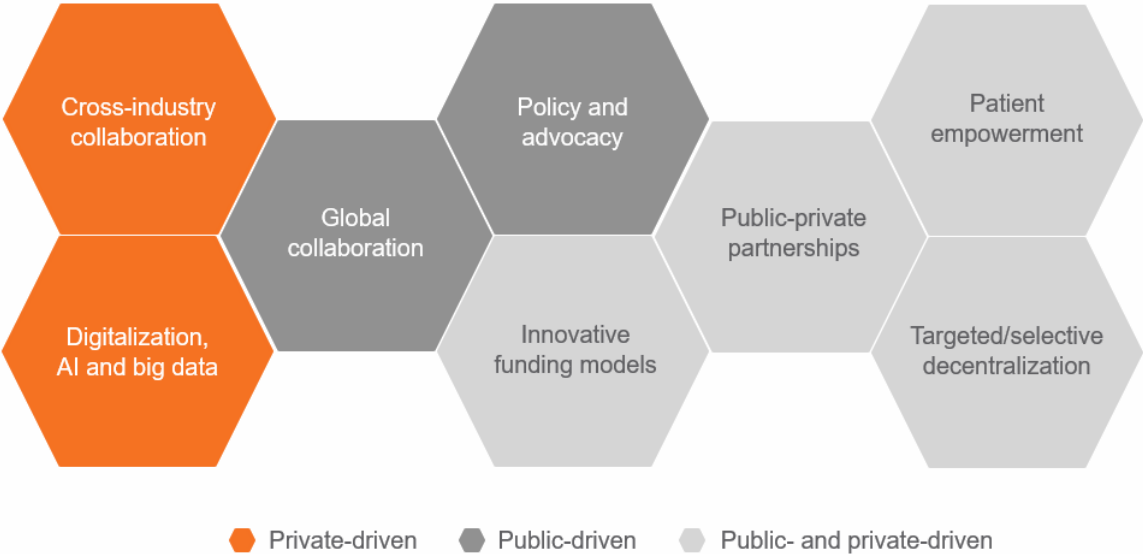 Cross-industry
collaboration
Digitalization,
AI and big data
Global
collaboration
Policy and
advocacy
Innovative
funding models
Public-private
partnerships
Patient
empowerment
Targeted/selective
decentralization
Private-driven
Public-driven
Public- and private-driven